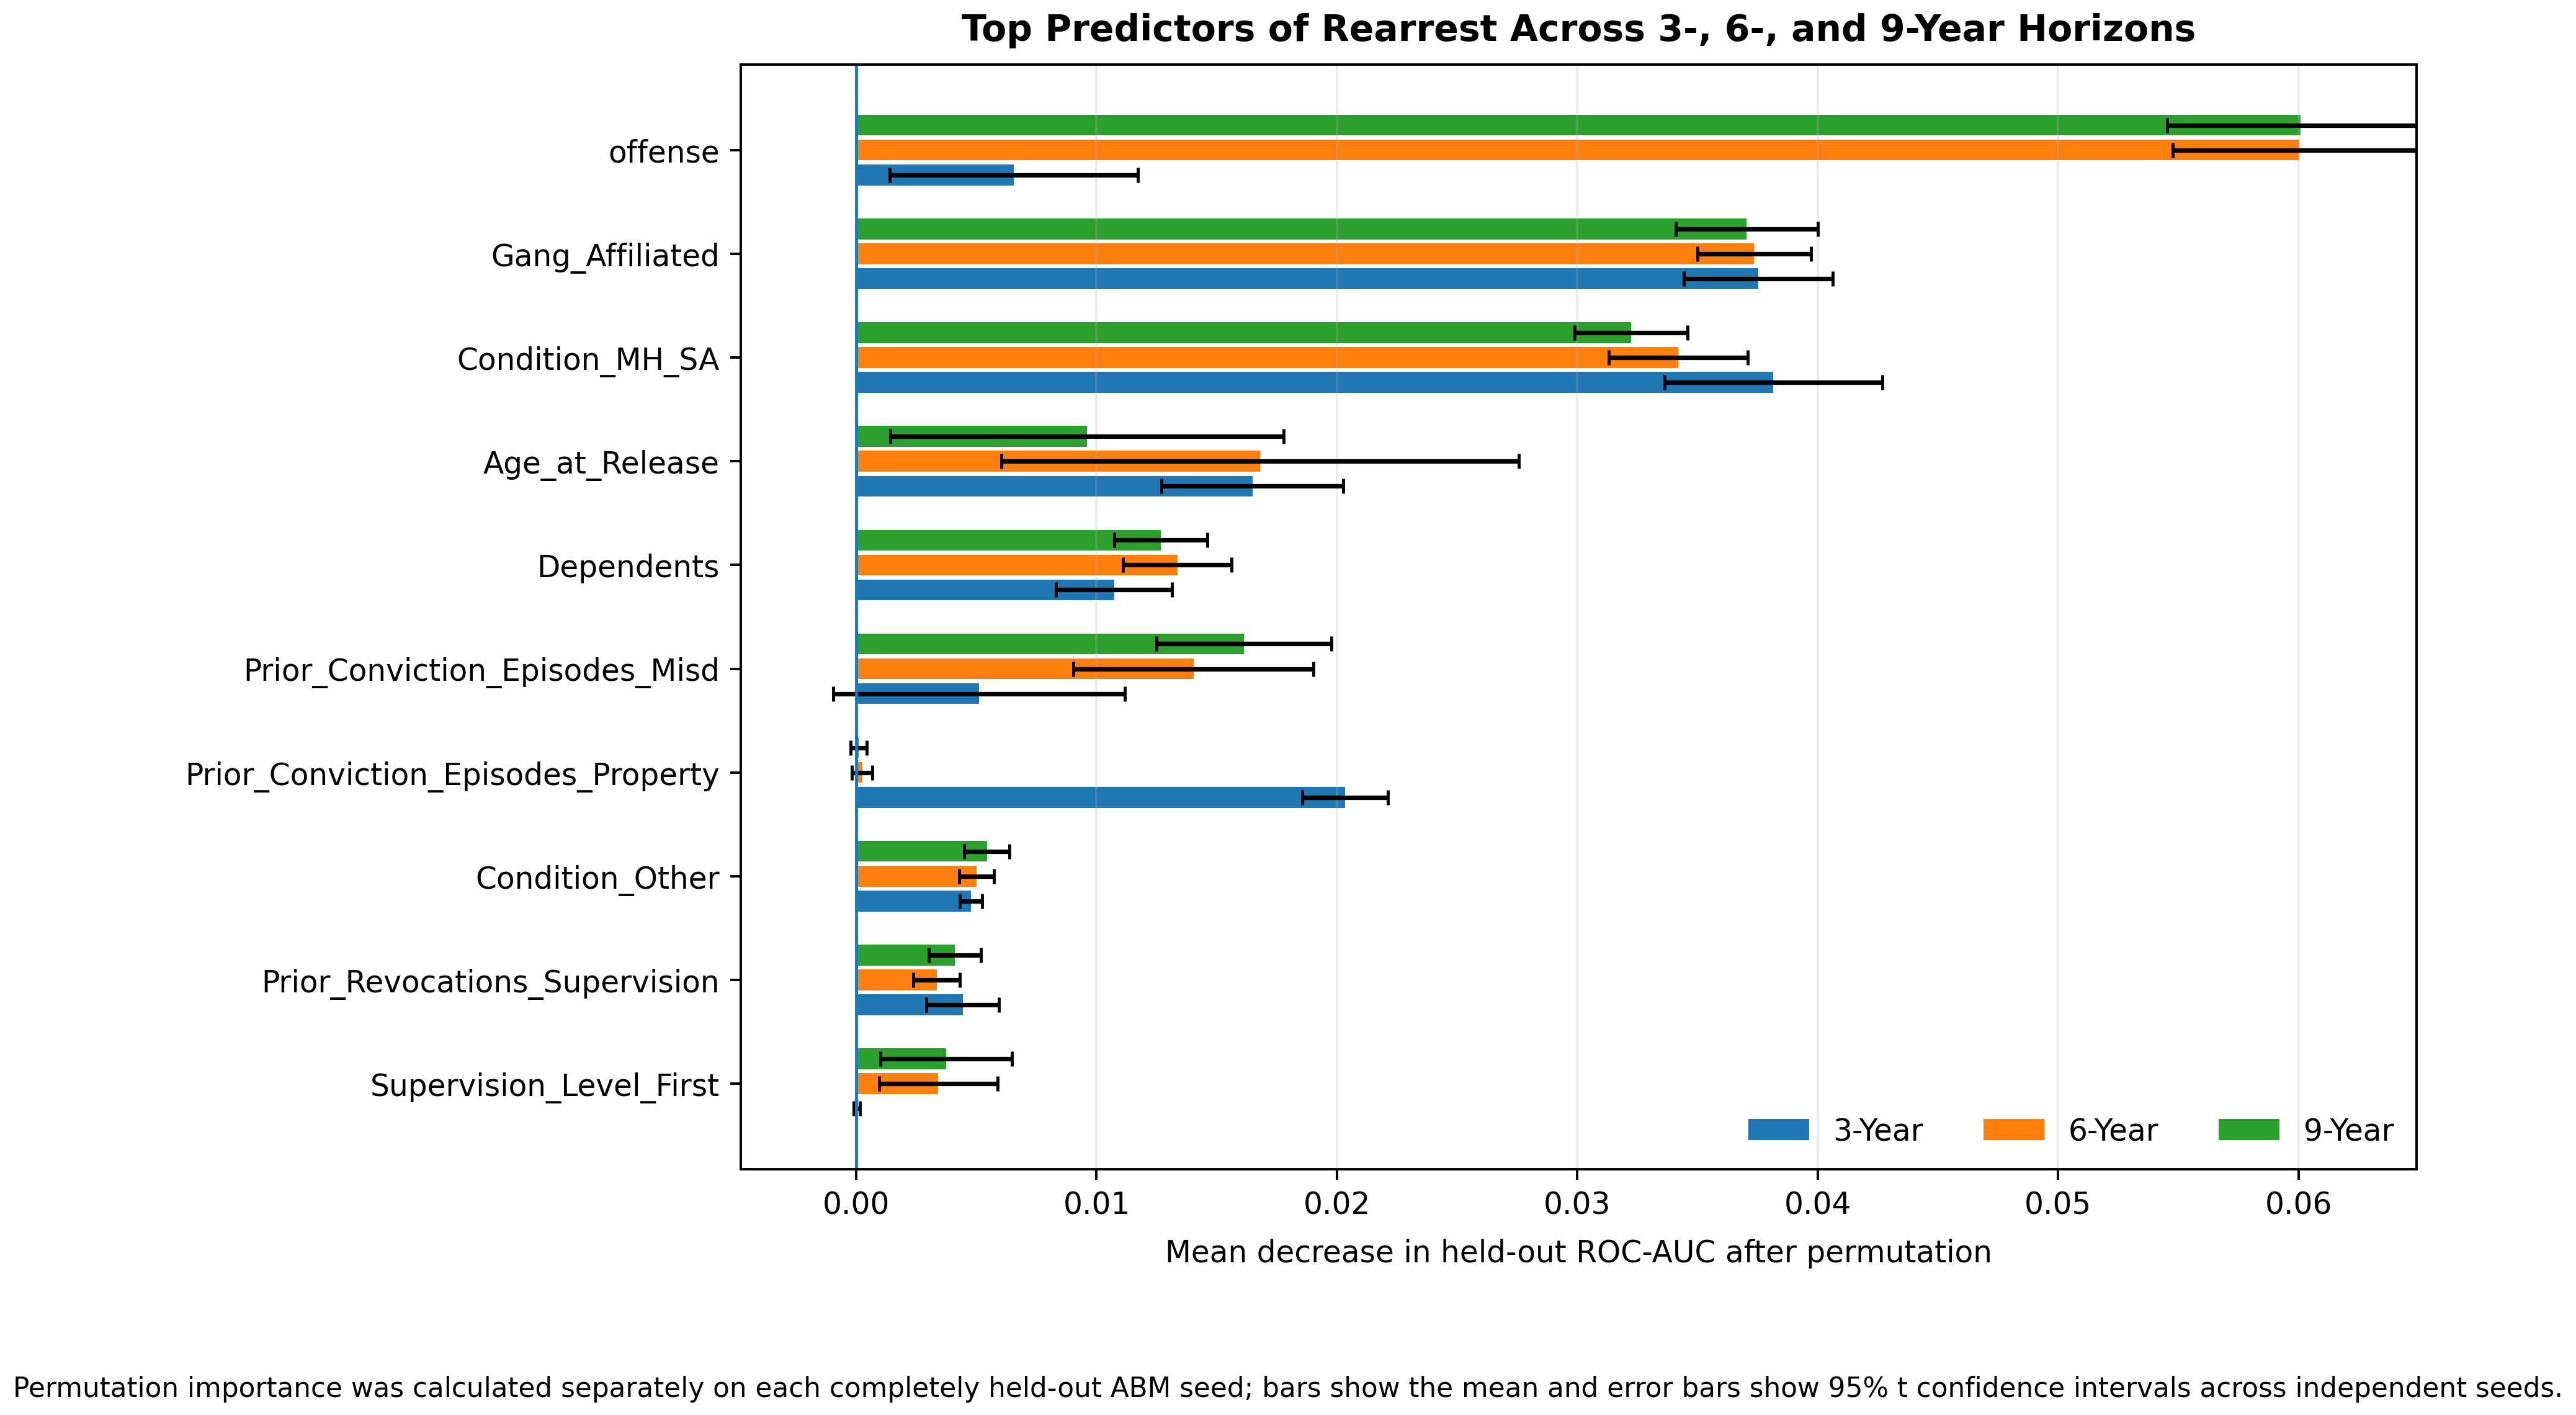 Top Predictors of Rearrest Across 3-, 6-, and 9-Year Horizons
offense
Gang_Affiliated
Condition_MH_SA
Age_at_Release
Dependents
Prior_Conviction_Episodes_Misd
Prior_Conviction_Episodes_Property
Condition_Other
Prior_Revocations_Supervision
Supervision_Level_First
3-Year 6-Year 9-Year
0.00 0.01 0.02 0.03 0.04 0.05 0.06
Mean decrease in held-out ROC-AUC after permutation
Permutation importance was calculated separately on each completely held-out ABM seed; bars show the mean and error bars show 95% t confidence intervals across independent seeds.